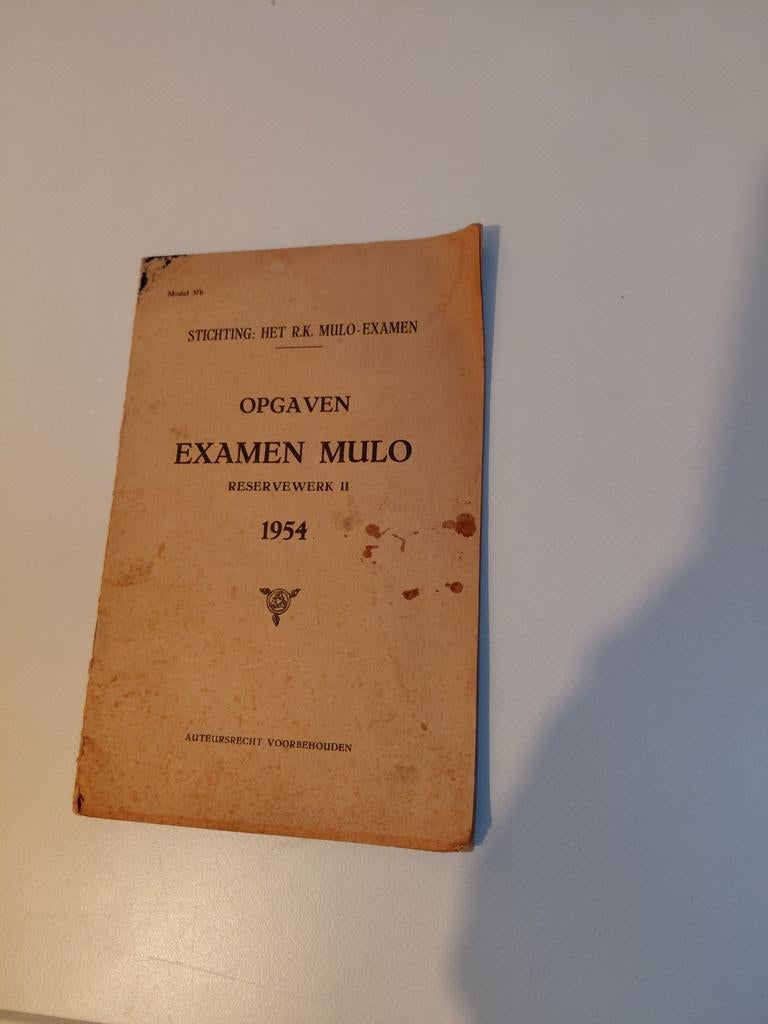 Model 37b
STICHTING: HET R.K. MULO-EXAMEN
OPGAVEN
EXAMEN MULO
RESERVEWERK II
1954
AUTEURSRECHT VOORBEHOUDEN